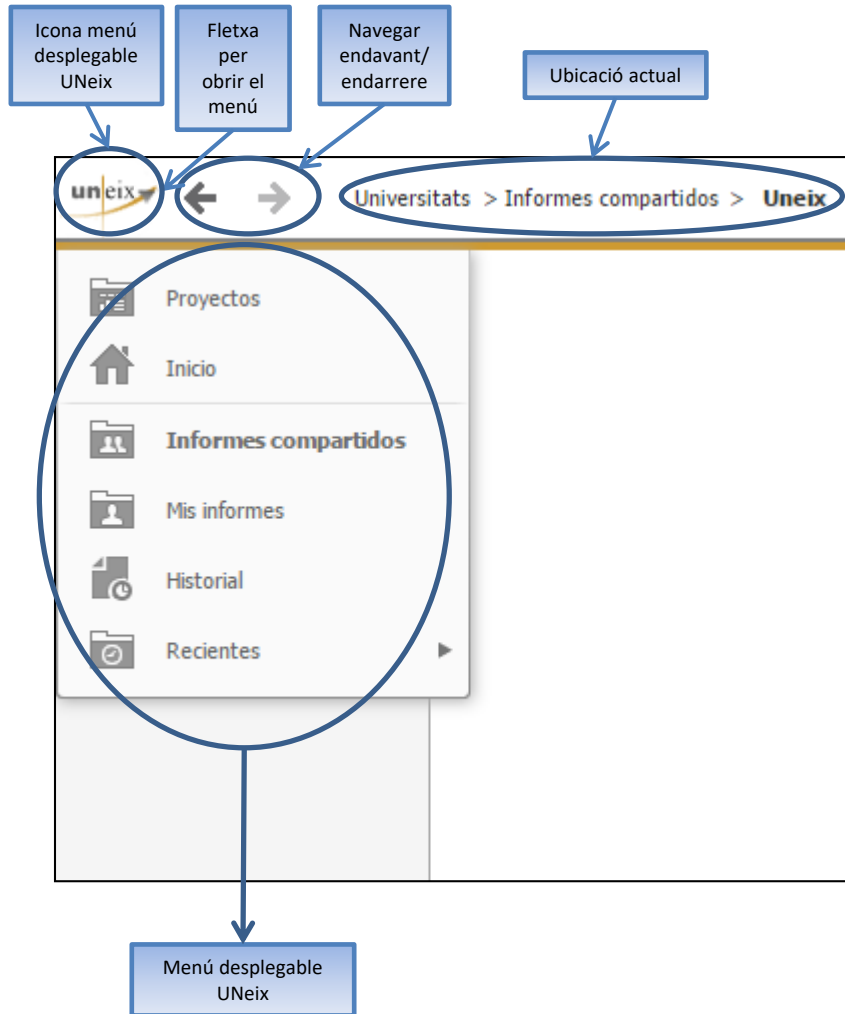 Icona menú
desplegable
UNeix
Fletxa
per
obrir el
menú
Navegar
endavant/
endarrere
Ubicació actual
uneix
Universitats > Informes compartidos > Uneix
Proyectos
Inicio
Informes compartidos
Mis informes
Historial
Recientes
Menú desplegable
UNeix